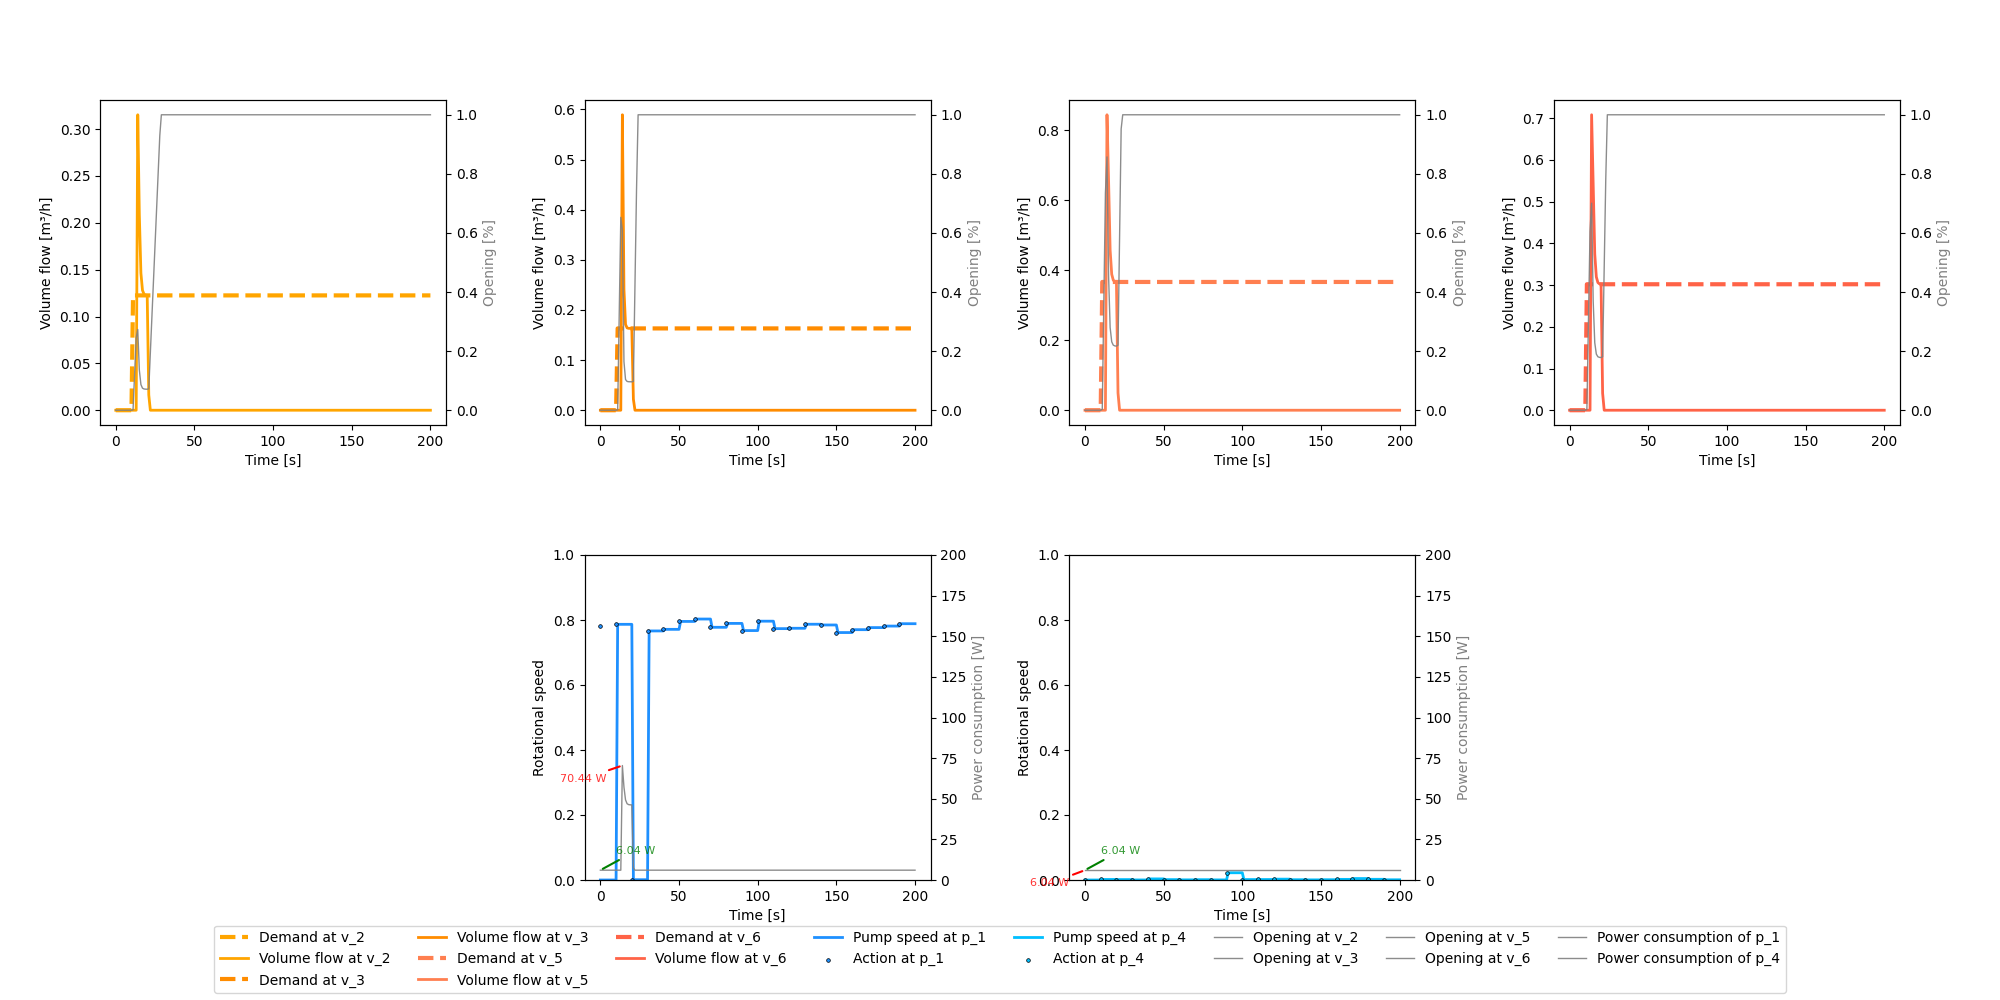 0.30
0.25
0.20
0.15
0.10
0.05
0.00
Volume flow [m³/h]
0 50 100 150 200
Time [s]
1.0
0.8
0.6
0.4
0.2
0.0
Opening [%]
0.6
0.5
0.4
0.3
0.2
0.1
0.0
Volume flow [m³/h]
0 50 100 150 200
Time [s]
1.0
0.8
0.6
0.4
0.2
0.0
Opening [%]
0.8
0.6
0.4
0.2
0.0
Volume flow [m³/h]
0 50 100 150 200
Time [s]
1.0
0.8
0.6
0.4
0.2
0.0
Opening [%]
0.7
0.6
0.5
0.4
0.3
0.2
0.1
0.0
Volume flow [m³/h]
0 50 100 150 200
Time [s]
1.0
0.8
0.6
0.4
0.2
0.0
Opening [%]
1.0
0.8
0.6
0.4
0.2
0.0
Rotational speed
70.44 W
6.04 W
0 50 100 150 200
Time [s]
200
175
150
125
100
75
50
25
0
Power consumption [W]
1.0
0.8
0.6
0.4
0.2
0.0
Rotational speed
6.04 W
6.04 W
0 50 100 150 200
Time [s]
200
175
150
125
100
75
50
25
0
Power consumption [W]
Demand at v_2
Volume flow at v_2
Demand at v_3
Volume flow at v_3
Demand at v_5
Volume flow at v_5
Demand at v_6
Volume flow at v_6
Pump speed at p_1
Action at p_1
Pump speed at p_4
Action at p_4
Opening at v_2
Opening at v_3
Opening at v_5
Opening at v_6
Power consumption of p_1
Power consumption of p_4